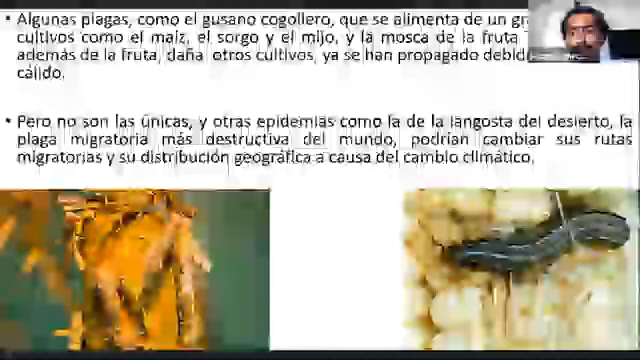 • Algunas plagas, como el gusano cogollero, que se alimenta de un
cultivos como el maíz, el sorgo y el mijo, y la mosca de la fruta
además de la fruta, daña otros cultivos, ya se han propagado
cálido.
• Pero no son las únicas, y otras epidemias como la de la langosta del desierto, la
plaga migratoria más destructiva del mundo, podrían cambiar sus rutas
migratorias y su distribución geográfica a causa del cambio climático.